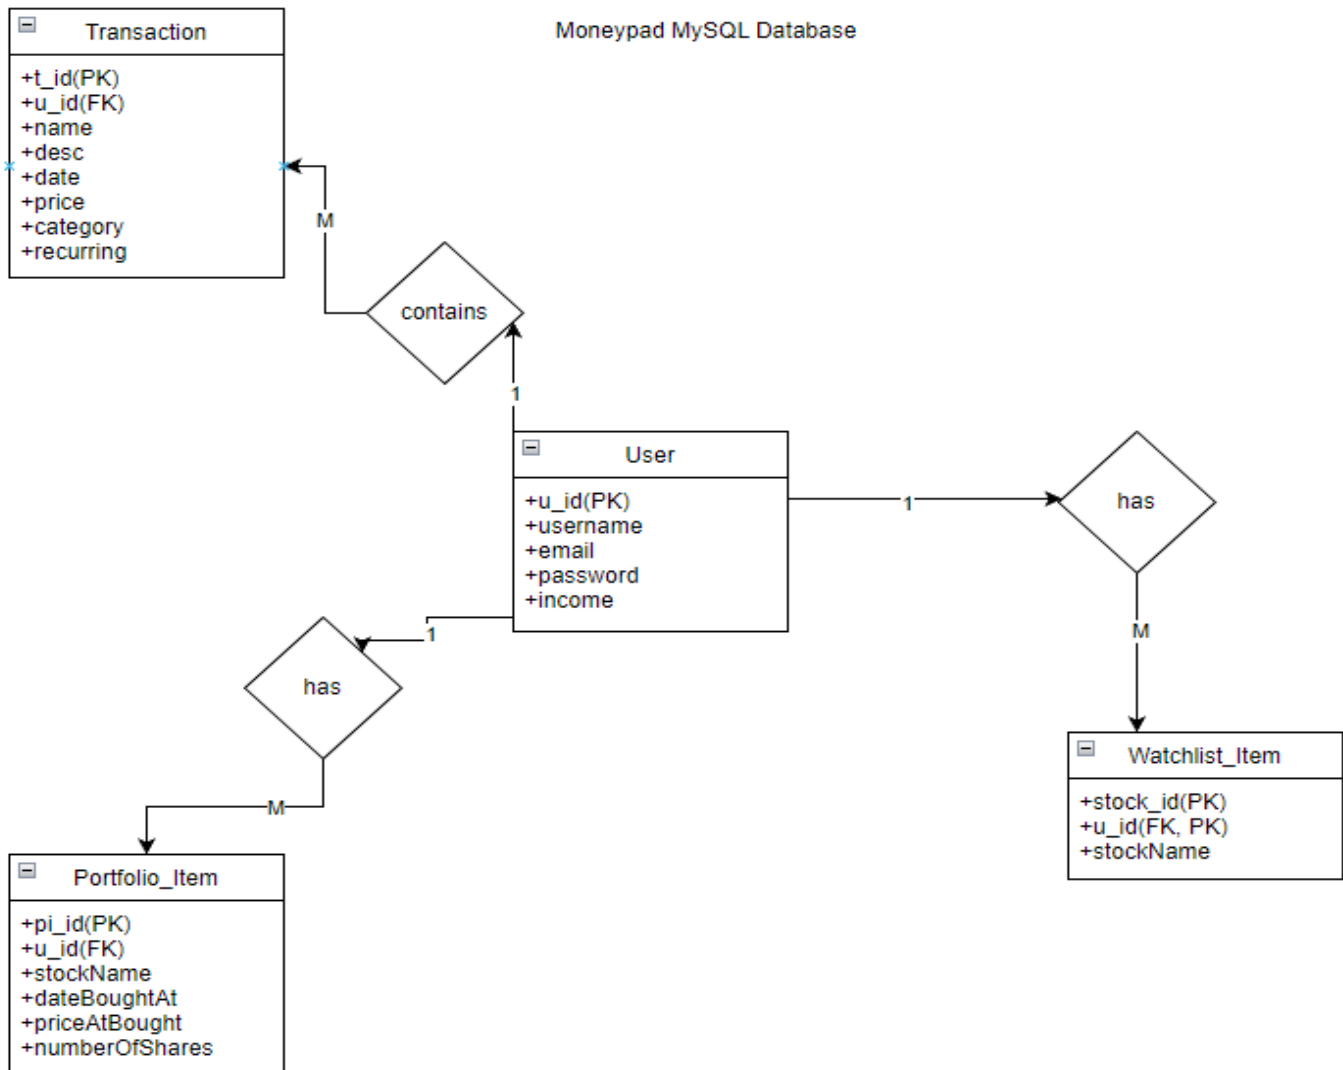 Moneypad MySQL Database
Transaction
+t_id(PK)
+u_id(FK)
+name
+desc
+date
+price
+category
+recurring
M
contains
1
User
+u_id(PK)
+username
+email
+password
+income
1
has
M
Watchlist_Item
+stock_id(PK)
+u_id(FK, PK)
+stockName
1
has
M
Portfolio_Item
+pi_id(PK)
+u_id(FK)
+stockName
+dateBoughtAt
+priceAtBought
+numberOfShares